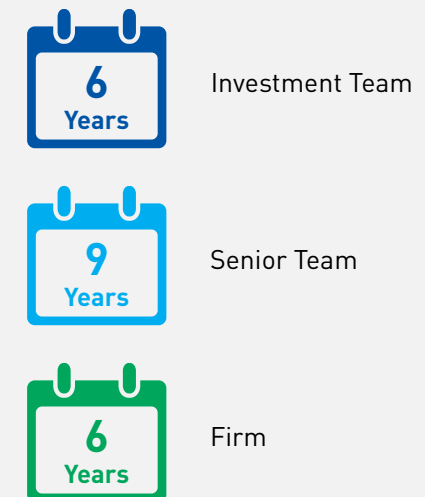 6
Years
Investment Team
9
Years
Senior Team
6
Years
Firm